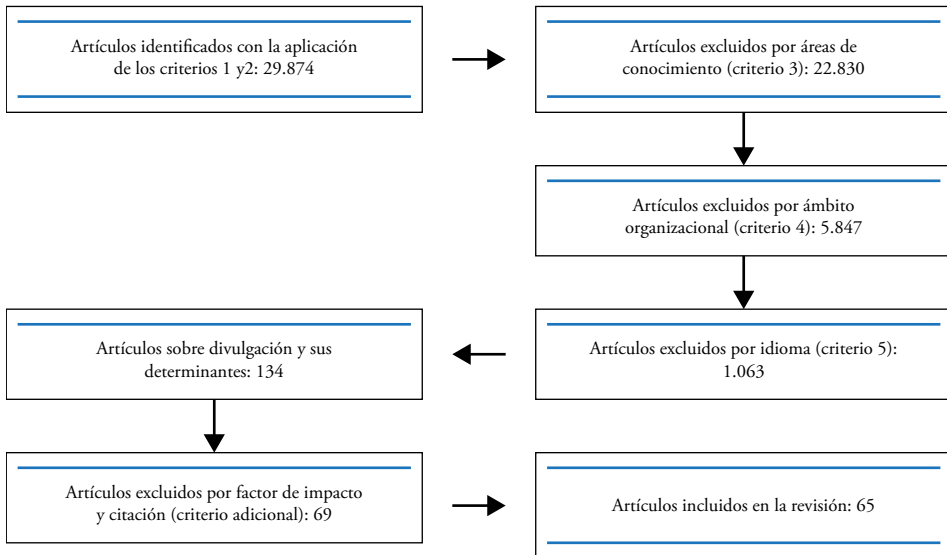 Artículos identificados con la aplicación
de los criterios 1 y2: 29.874
Artículos excluidos por áreas de
conocimiento (criterio 3): 22.830
Artículos excluidos por ámbito
organizacional (criterio 4): 5.847
Artículos excluidos por idioma (criterio 5):
1.063
Artículos sobre divulgación y sus
determinantes: 134
Artículos excluidos por factor de impacto
y citación (criterio adicional): 69
Artículos incluidos en la revisión: 65